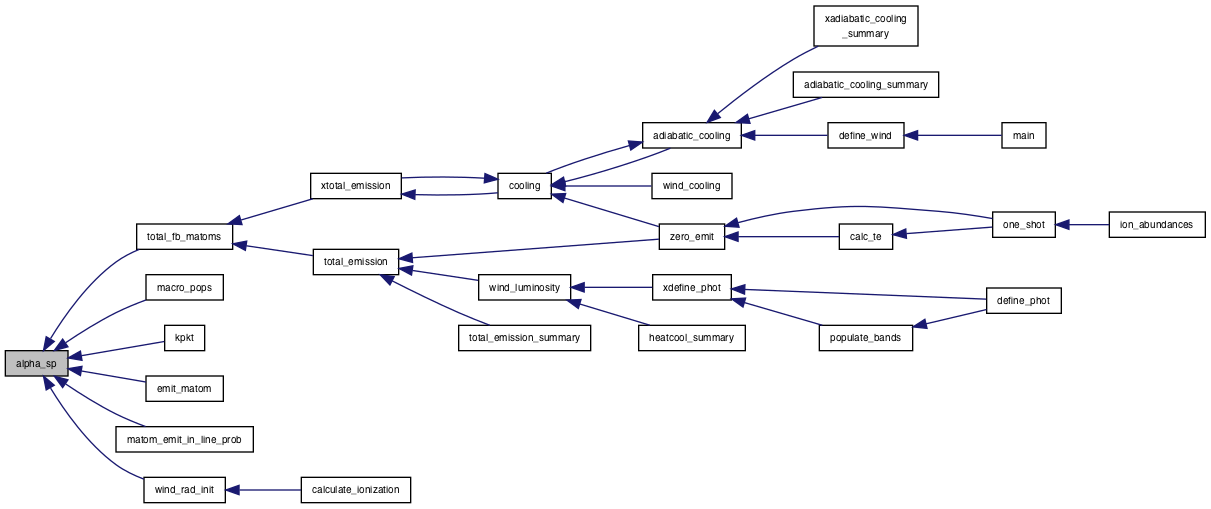 xadiabatic_cooling
_summary
adiabatic_cooling_summary
adiabatic_cooling
define_wind
main
xtotal_emission
cooling
wind_cooling
total_fb_matoms
zero_emit
calc_te
one_shot
ion_abundances
total_emission
macro_pops
wind_luminosity
xdefine_phot
define_phot
kpkt
total_emission_summary
heatcool_summary
populate_bands
alpha_sp
emit_matom
matom_emit_in_line_prob
wind_rad_init
calculate_ionization